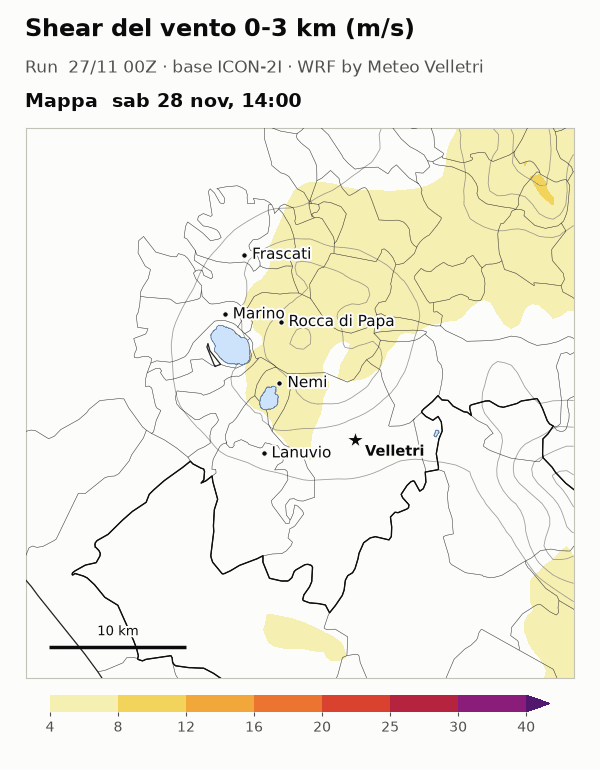 Shear del vento 0-3 km (m/s)
Run  27/11 00Z · base ICON-2I · WRF by Meteo Velletri
Mappa  sab 28 nov, 14:00
Frascati
Marino
Rocca di Papa
Nemi
Velletri
Lanuvio
10 km
4 8 12 16 20 25 30 40